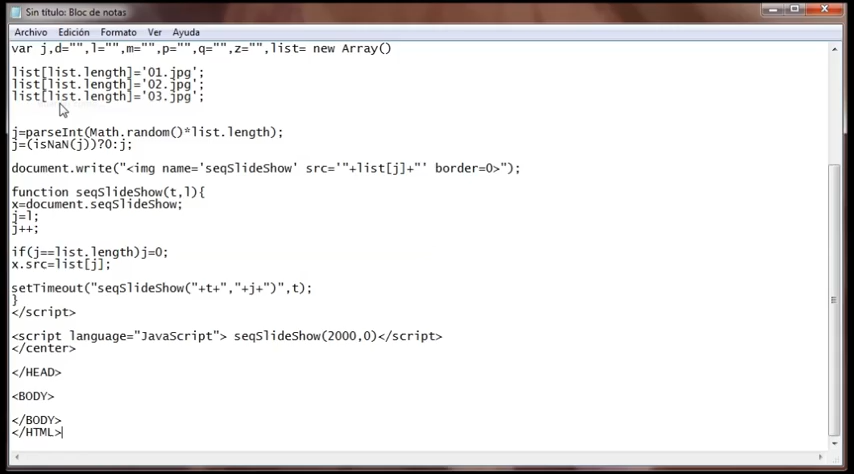 Sin título: Bloc de notas
Archivo Edición Formato Ver Ayuda
var j,d="",l="",m="",p="",q="",z="",list= new Array()
list[list.length]='01.jpg';
list[list.length]='02.jpg';
list[list.length]='03.jpg';
j=parseInt(Math.random()*list.length);
j=(isNaN(j))?0:j;
document.write("<img name='seqSlideShow' src='"+list[j]+"' border=0>");
function seqSlideShow(t,l){
x=document.seqSlideShow;
j=l;
j++;
if(j==list.length)j=0;
x.src=list[j];
setTimeout("seqSlideShow("+t+","+j+")",t);
}
</script>
<script language="JavaScript"> seqSlideShow(2000,0)</script>
</center>
</HEAD>
<BODY>
</BODY>
</HTML>